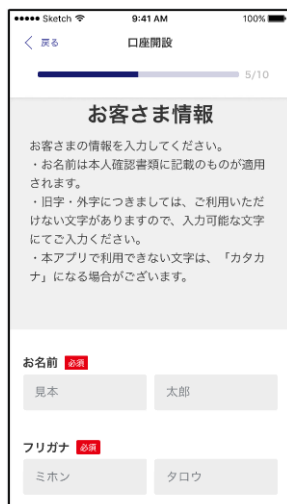 Sketch 9:41 AM 100%
戻る 口座開設
5/10
お客さま情報
お客さまの情報を入力してください。
・お名前は本人確認書類に記載のものが適用
されます。
・旧字・外字につきましては、ご利用いただ
けない文字がありますので、入力可能な文字
にてご入力ください。
・本アプリで利用できない文字は、「カタカ
ナ」になる場合がございます。
お名前 必須
見本 太郎
フリガナ 必須
ミホン タロウ